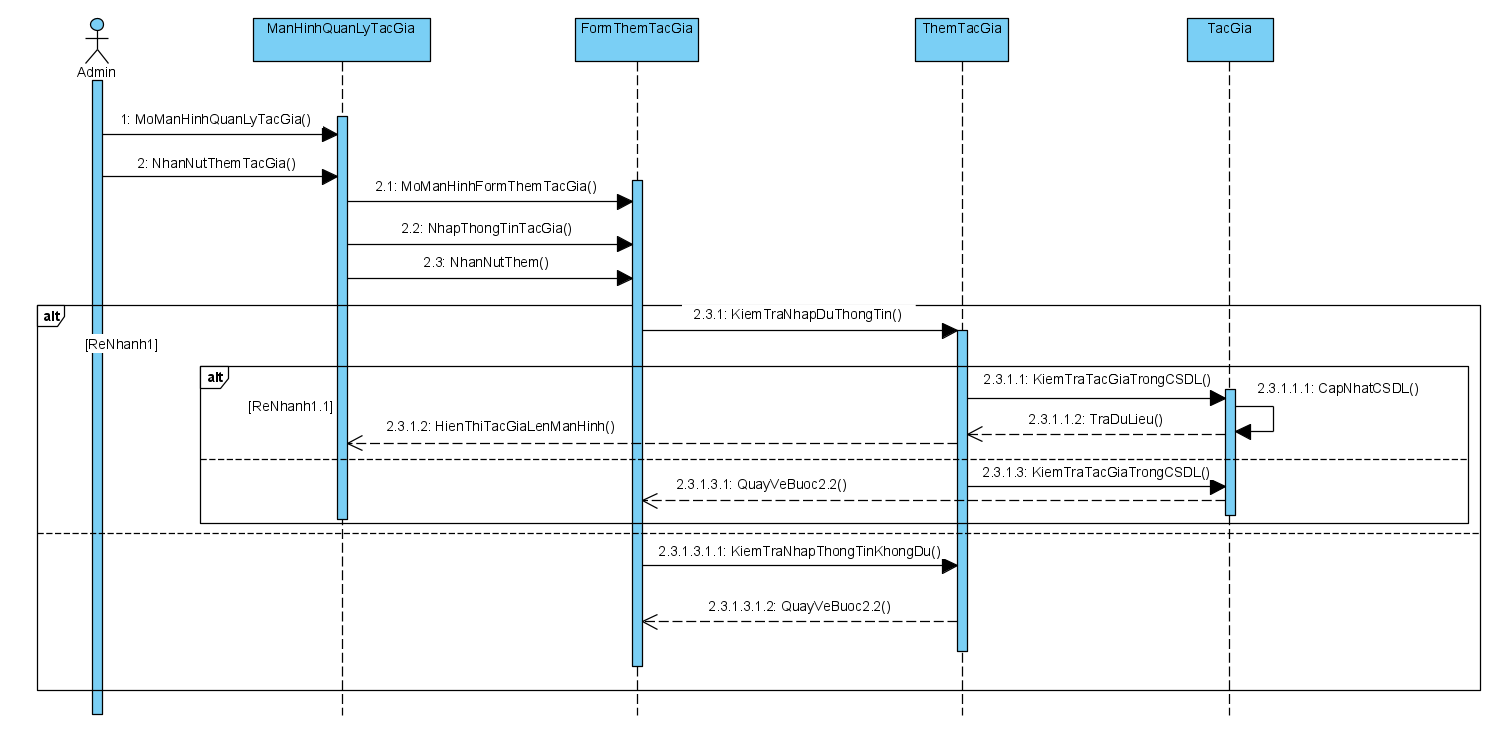 ManHinhQuanLyTacGia
FormThemTacGia
ThemTacGia
TacGia
Admin
1: MoManHinhQuanLyTacGia()
2: NhanNutThemTacGia()
2.1: MoManHinhFormThemTacGia()
2.2: NhapThongTinTacGia()
2.3: NhanNutThem()
alt
2.3.1: KiemTraNhapDuThongTin()
[ReNhanh1]
alt
2.3.1.1: KiemTraTacGiaTrongCSDL()
2.3.1.1.1: CapNhatCSDL()
[ReNhanh1.1]
2.3.1.1.2: TraDuLieu()
2.3.1.2: HienThiTacGiaLenManHinh()
2.3.1.3: KiemTraTacGiaTrongCSDL()
2.3.1.3.1: QuayVeBuoc2.2()
2.3.1.3.1.1: KiemTraNhapThongTinKhongDu()
2.3.1.3.1.2: QuayVeBuoc2.2()